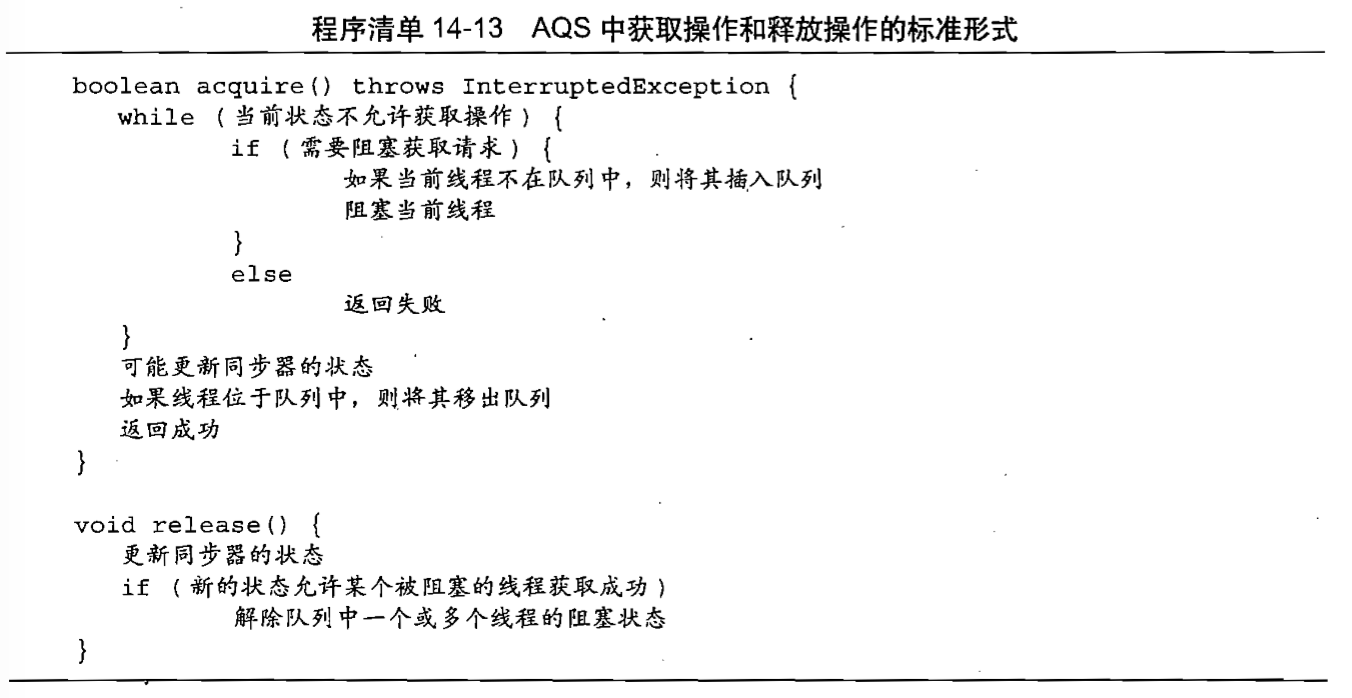 程序清单 14-13 AQS 中获取操作和释放操作的标准形式
boolean acquire() throws InterruptedException {
while (当前状态不允许获取操作) {
if (需要阻塞获取请求) {
如果当前线程不在队列中，则将其插入队列
阻塞当前线程
}
else
返回失败
}
可能更新同步器的状态
如果线程位于队列中，则将其移出队列
返回成功
}
void release() {
更新同步器的状态
if (新的状态允许某个被阻塞的线程获取成功)
解除队列中一个或多个线程的阻塞状态
}